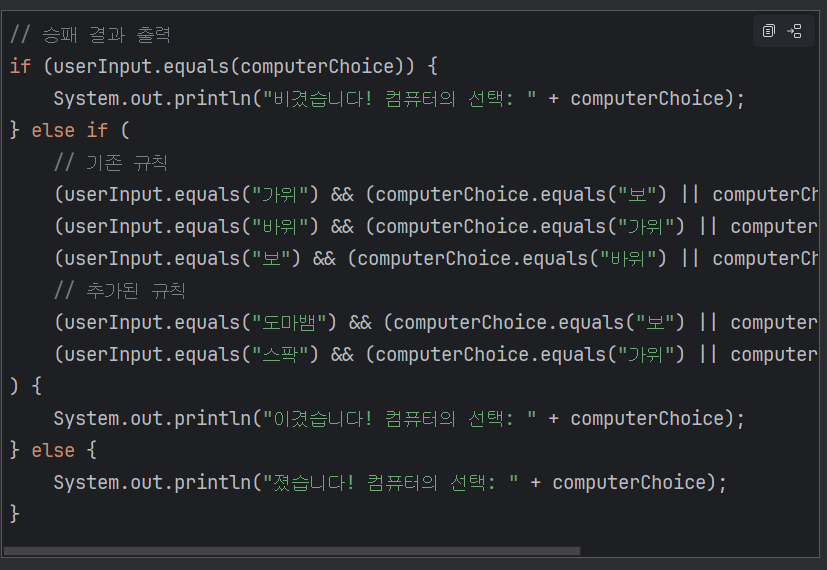 // 승패 결과 출력
if (userInput.equals(computerChoice)) {
    System.out.println("비겼습니다! 컴퓨터의 선택: " + computerChoice);
} else if (
    // 기존 규칙
    (userInput.equals("가위") && (computerChoice.equals("보") || computerCh
    (userInput.equals("바위") && (computerChoice.equals("가위") || computer
    (userInput.equals("보") && (computerChoice.equals("바위") || computerCh
    // 추가된 규칙
    (userInput.equals("도마뱀") && (computerChoice.equals("보") || computer
    (userInput.equals("스팍") && (computerChoice.equals("가위") || computer
) {
    System.out.println("이겼습니다! 컴퓨터의 선택: " + computerChoice);
} else {
    System.out.println("졌습니다! 컴퓨터의 선택: " + computerChoice);
}